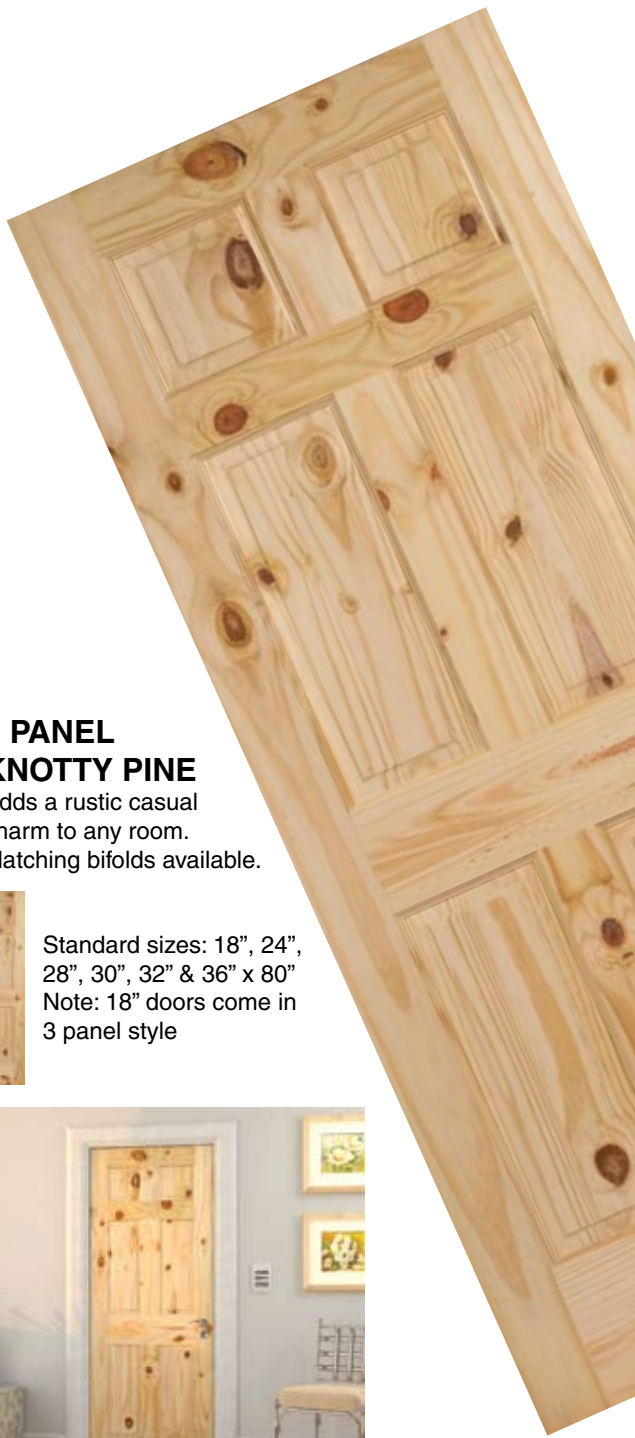 PANEL
KNOTTY PINE
dds a rustic casual
harm to any room.
latching bifolds available.
Standard sizes: 18”, 24”,
28”, 30”, 32” & 36” x 80”
Note: 18” doors come in
3 panel style